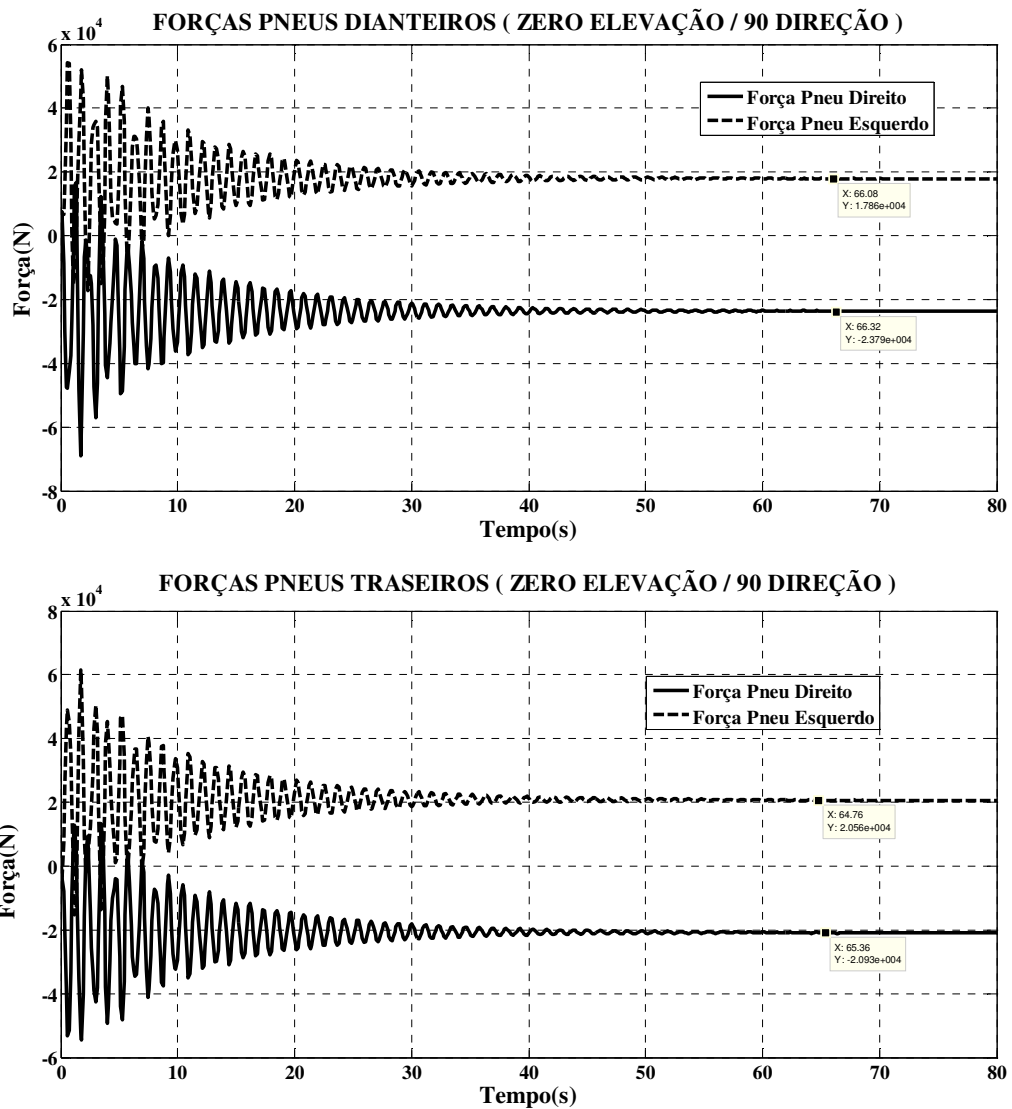 FORÇAS PNEUS DIANTEIROS ( ZERO ELEVAÇÃO / 90 DIREÇÃO )
x 10^4
6
4
2
0
-2
-4
-6
-8
Força(N)
Força Pneu Direito
Força Pneu Esquerdo
X: 66.08
Y: 1.786e+004
X: 66.32
Y: -2.379e+004
0 10 20 30 40 50 60 70 80
Tempo(s)
FORÇAS PNEUS TRASEIROS ( ZERO ELEVAÇÃO / 90 DIREÇÃO )
x 10^4
8
6
4
2
0
-2
-4
-6
Força(N)
Força Pneu Direito
Força Pneu Esquerdo
X: 64.76
Y: 2.056e+004
X: 65.36
Y: -2.093e+004
0 10 20 30 40 50 60 70 80
Tempo(s)